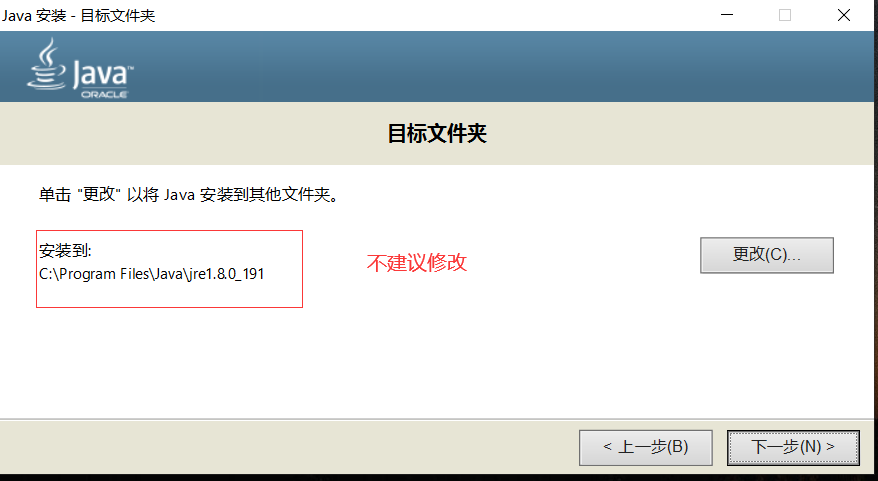 Java 安装 - 目标文件夹
Java™
ORACLE
目标文件夹
单击 "更改" 以将 Java 安装到其他文件夹。
安装到:
C:\Program Files\Java\jre1.8.0_191
不建议修改
更改(C)...
< 上一步(B)
下一步(N) >